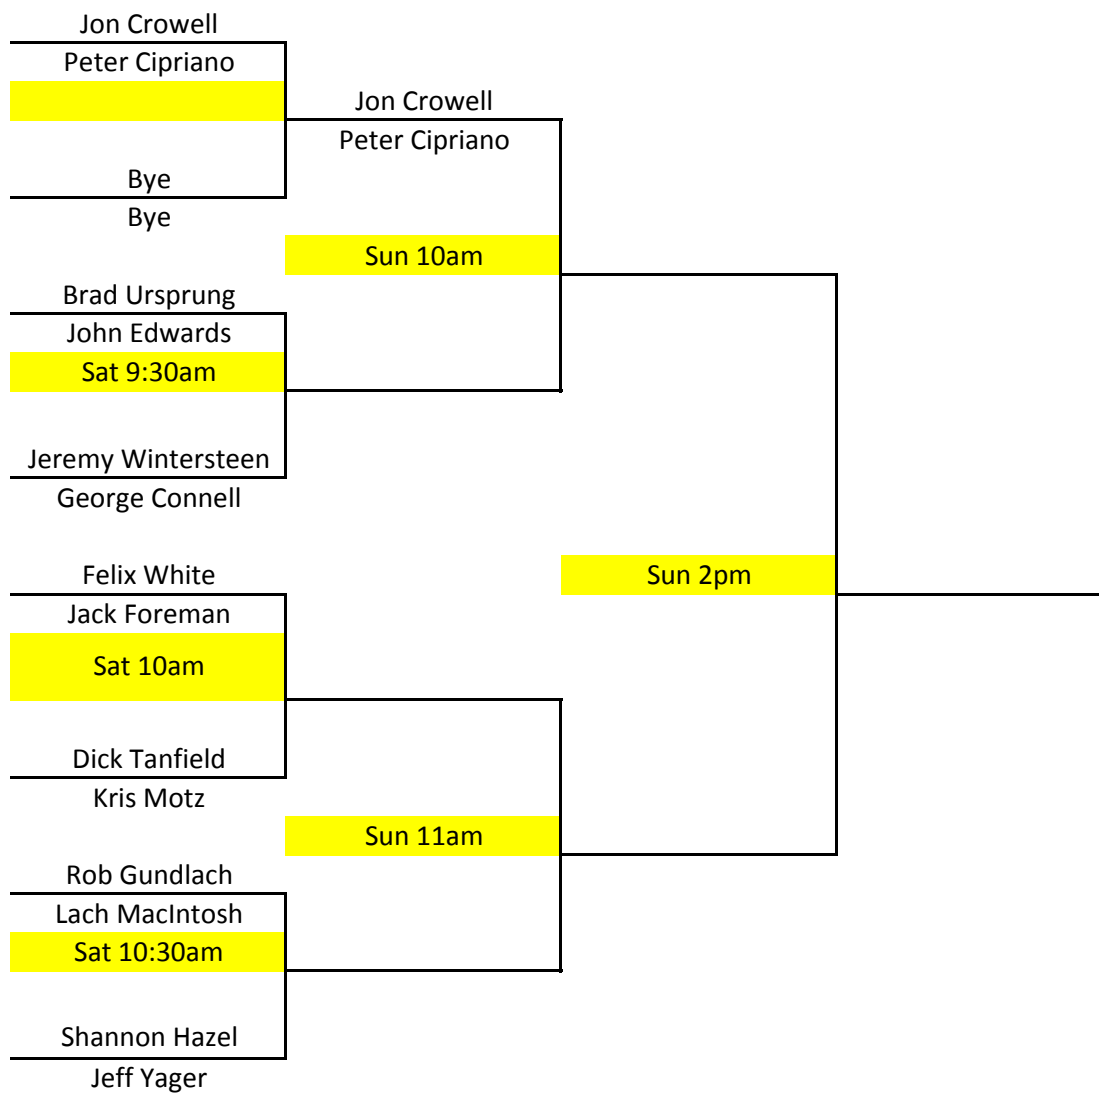 Jon Crowell
Peter Cipriano
Jon Crowell
Peter Cipriano
Bye
Bye
Sun 10am
Brad Ursprung
John Edwards
Sat 9:30am
Jeremy Wintersteen
George Connell
Felix White
Sun 2pm
Jack Foreman
Sat 10am
Dick Tanfield
Kris Motz
Sun 11am
Rob Gundlach
Lach MacIntosh
Sat 10:30am
Shannon Hazel
Jeff Yager